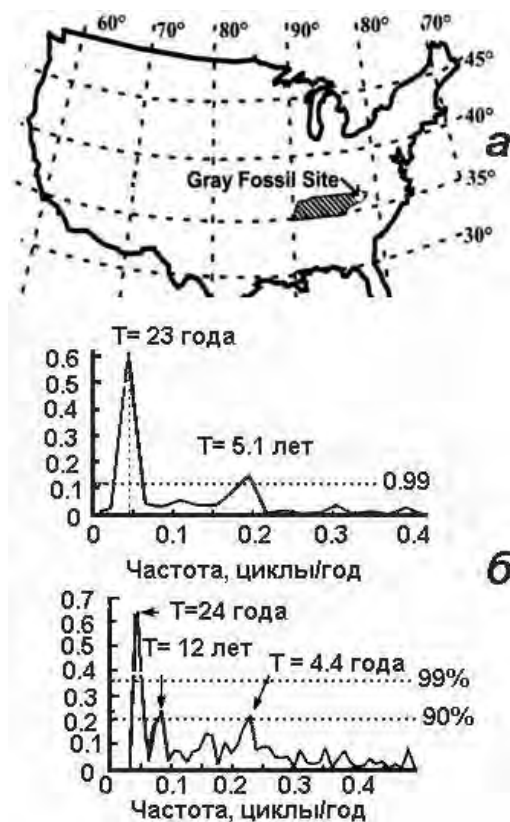 60° 70° 80° 90° 80° 70°
45°
40°
а
35°
Gray Fossil Site
30°
T= 23 года
0.6
0.5
0.4
T= 5.1 лет
0.3
0.2
0.99
0.1
0
0 0.1 0.2 0.3 0.4
Частота, циклы/год
б
0.7
T=24 года
0.6
0.5
T= 12 лет
T = 4.4 года
0.4
99%
0.3
0.2
90%
0.1
0
0 0.1 0.2 0.3 0.4
Частота, циклы/год